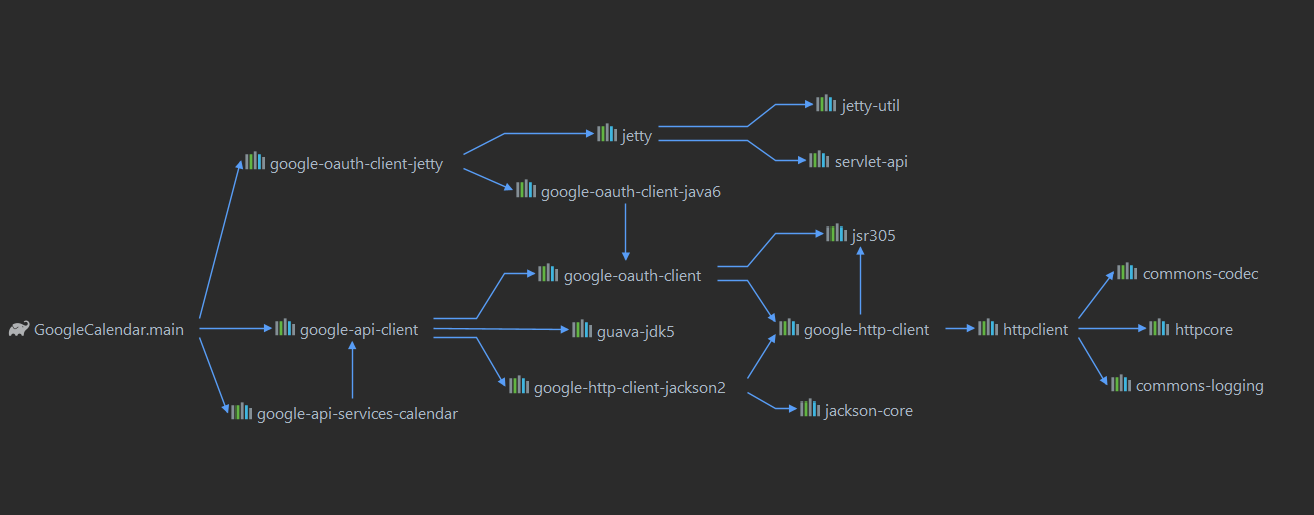 jetty-util
jetty
servlet-api
google-oauth-client-jetty
google-oauth-client-java6
jsr305
google-oauth-client
commons-codec
GoogleCalendar.main
google-api-client
guava-jdk5
google-http-client
httpclient
httpcore
google-http-client-jackson2
commons-logging
google-api-services-calendar
jackson-core